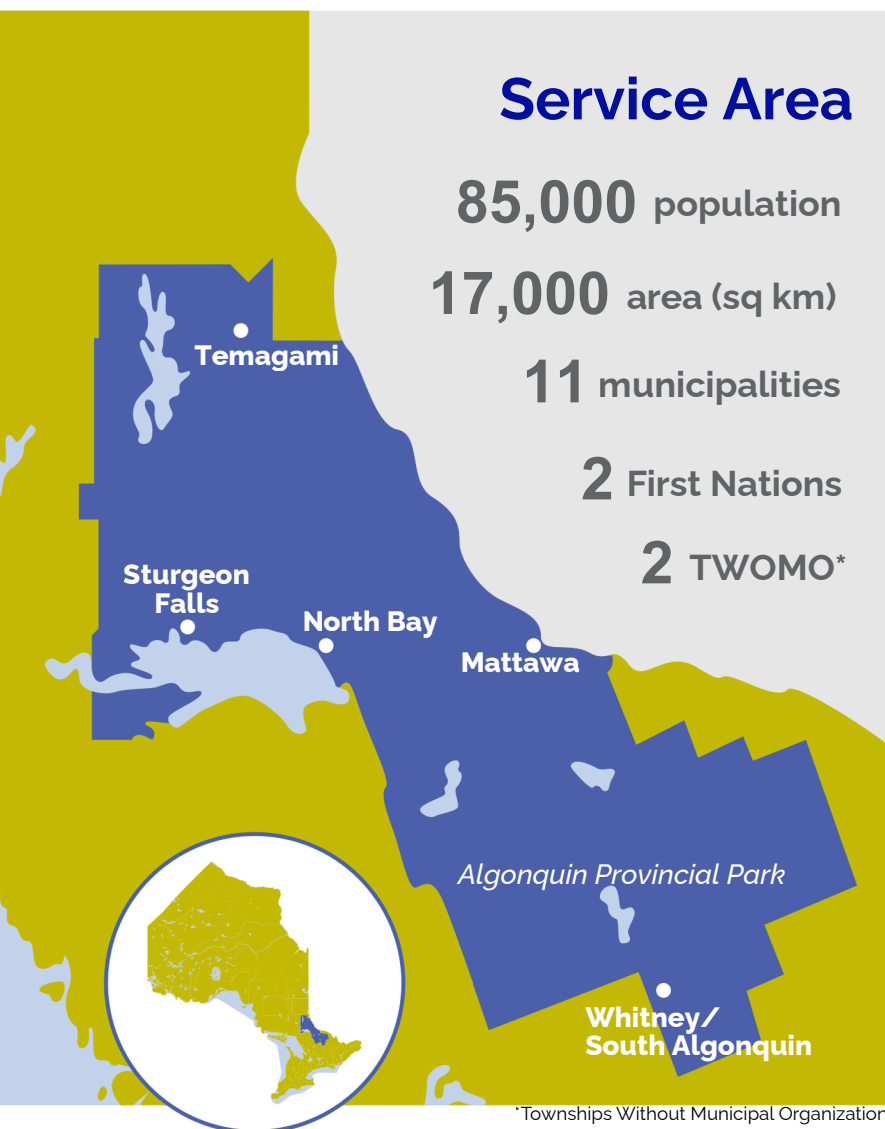 Service Area
85,000 population
17,000 area (sq km)
11 municipalities
2 First Nations
2 TWOMO*
Temagami
Sturgeon
Falls
North Bay
Mattawa
Algonquin Provincial Park
Whitney/
South Algonquin
*Townships Without Municipal Organization